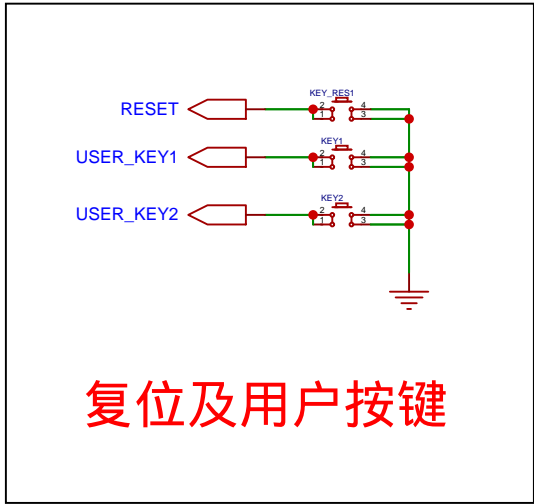 KEY_RES1
RESET
2 4
1 3
KEY1
USER_KEY1
2 4
1 3
KEY2
USER_KEY2
2 4
1 3
复位及用户按键